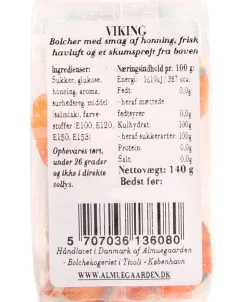 VIKING
Bolcher med smag af honning, frisk
havluft og et skumsprøjt fra boven
Ingredienser:
Sukker, glukose,
honning, aroma,
surhedsreg. middel
(salmiak), farve-
stoffer (E100, E120,
E150, E153)
Opbevares tørt,
under 26 grader
og ikke i direkte
sollys.
Næringsindhold pr. 100 g:
Energi: 1619kJ / 387 kcal
Fedt: 0,0g
- heraf mættede
fedtsyrer 0,0g
Kulhydrat: 100g
- heraf sukkerarter: 100g
Protein: 0,0g
Salt: 0,0g
Nettovægt: 140 g
Bedst før:
5 707036 136080
Håndlavet i Danmark af Almuegaarden
- Bolchekogeriet i Tivoli - København
WWW.ALMUEGAARDEN.DK